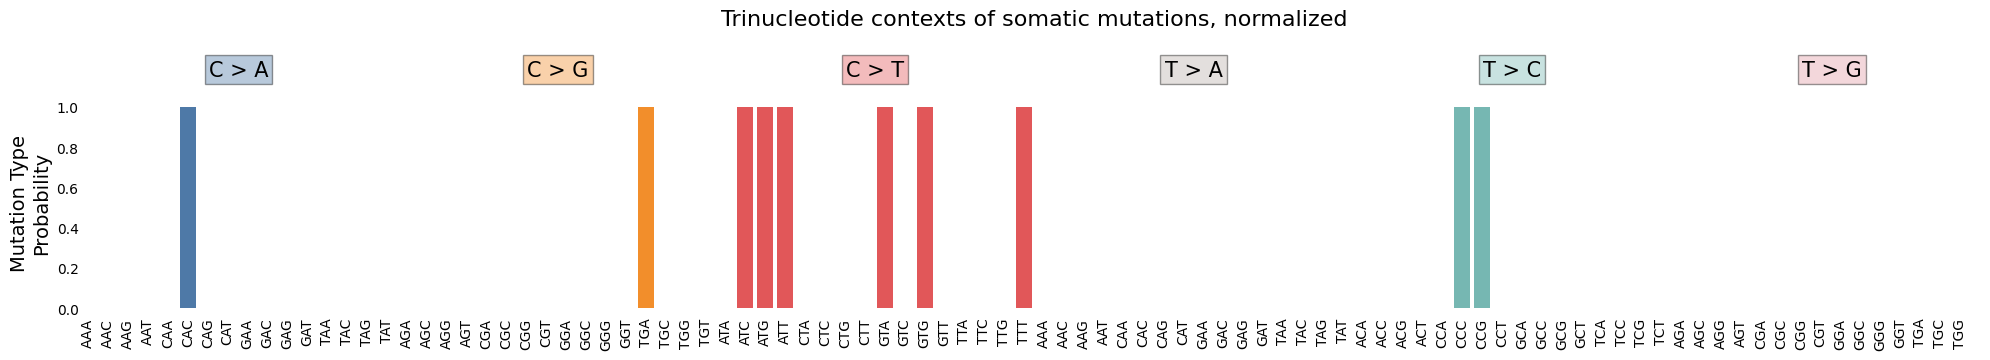 Trinucleotide contexts of somatic mutations, normalized
C > A C > G C > T T > A T > C T > G
Mutation Type
Probability
1.0
0.8
0.6
0.4
0.2
0.0
AAA AAC AAG AAT CAA CAC CAG CAT GAA GAC GAG GAT TAA TAC TAG TAT AGA AGC AGG AGT CGA CGC CGG CGT GGA GGC GGG GGT TGA TGC TGG TGT ATA ATC ATG ATT CTA CTC CTG CTT GTA GTC GTG GTT TTA TTC TTG TTT AAA AAC AAG AAT CAA CAC CAG CAT GAA GAC GAG GAT TAA TAC TAG TAT ACA ACC ACG ACT CCA CCC CCG CCT GCA GCC GCG GCT TCA TCC TCG TCT AGA AGC AGG AGT CGA CGC CGG CGT GGA GGC GGG GGT TGA TGC TGG